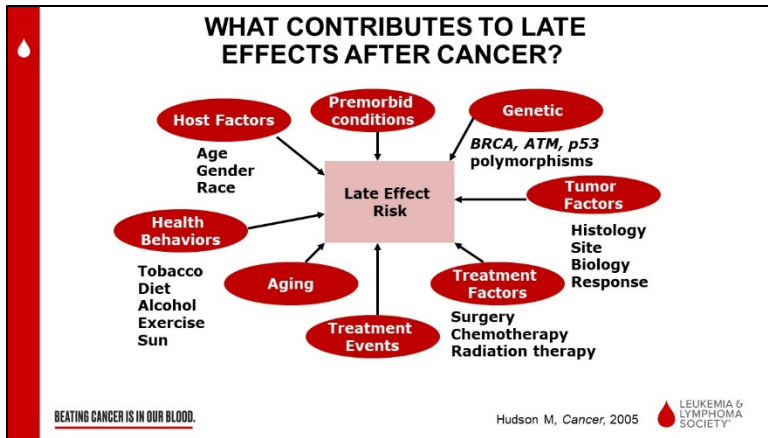 WHAT CONTRIBUTES TO LATE
EFFECTS AFTER CANCER?
Host Factors
Age
Gender
Race
Premorbid
conditions
Genetic
BRCA, ATM, p53
polymorphisms
Late Effect
Risk
Tumor
Factors
Histology
Site
Biology
Response
Health
Behaviors
Tobacco
Diet
Alcohol
Exercise
Sun
Aging
Treatment
Events
Treatment
Factors
Surgery
Chemotherapy
Radiation therapy
BEATING CANCER IS IN OUR BLOOD.
Hudson M, Cancer, 2005
LEUKEMIA &
LYMPHOMA
SOCIETY®